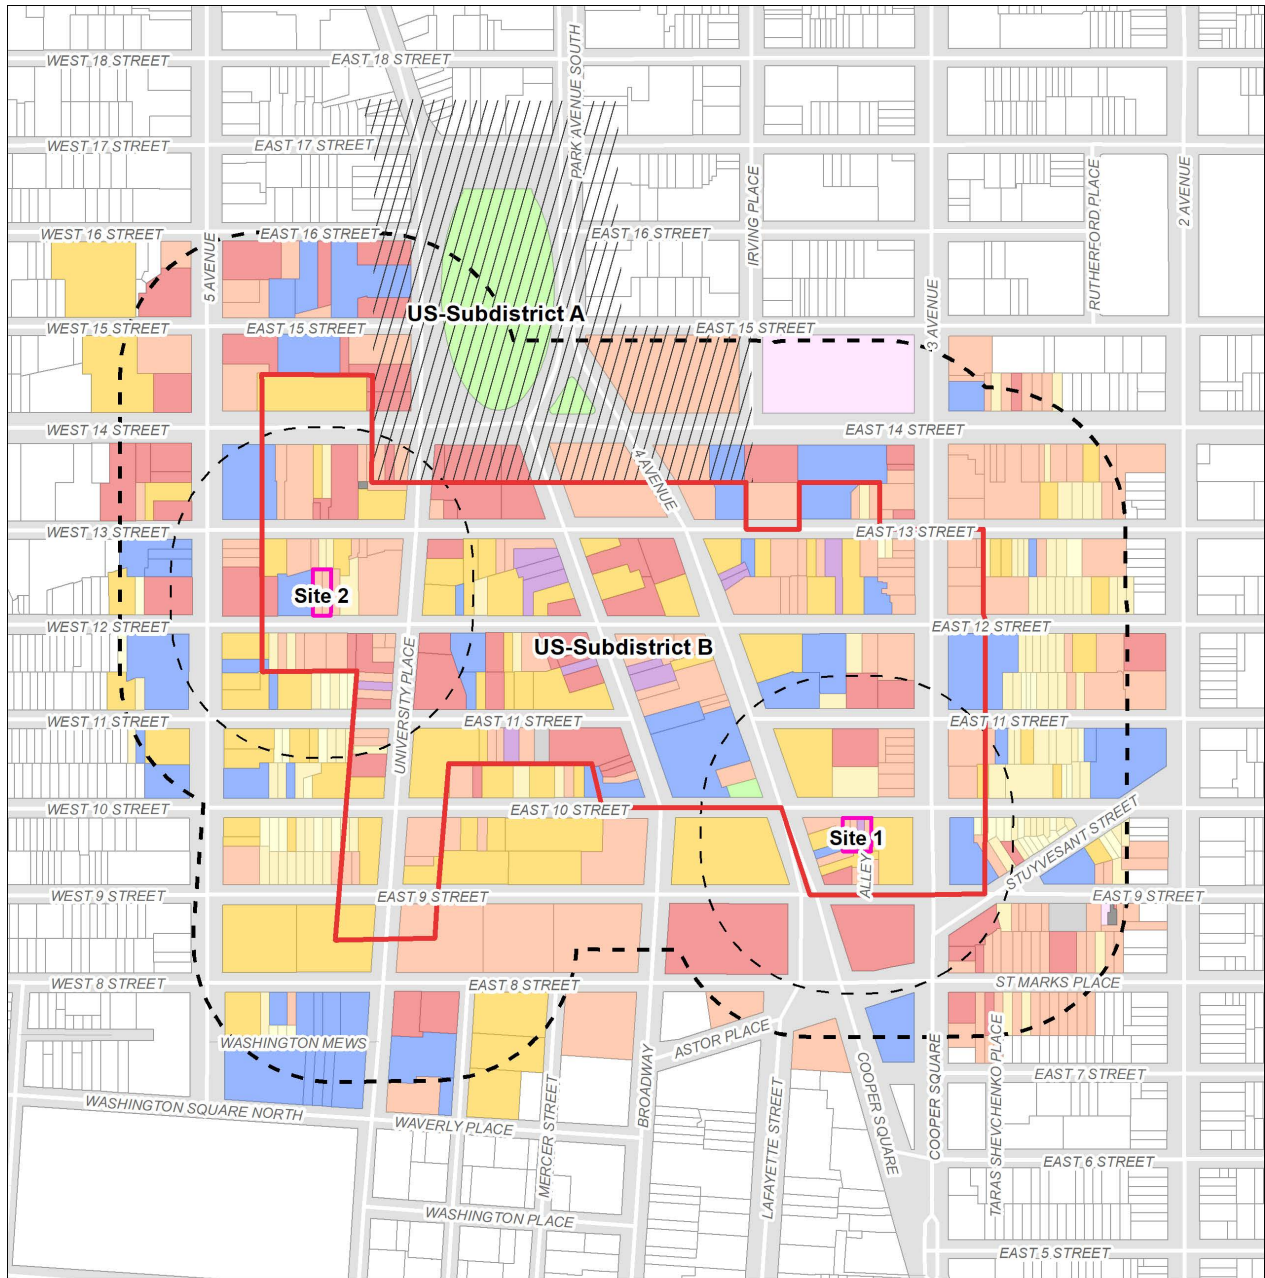 WEST 18 STREET
EAST 18 STREET
PARK AVENUE SOUTH
WEST 17 STREET
EAST 17 STREET
IRVING PLACE
RUTHERFORD PLACE
2 AVENUE
WEST 16 STREET
5 AVENUE
EAST 16 STREET
EAST 16 STREET
3 AVENUE
US-Subdistrict A
WEST 15 STREET
EAST 15 STREET
EAST 15 STREET
WEST 14 STREET
EAST 14 STREET
4 AVENUE
WEST 13 STREET
EAST 13 STREET
Site 2
WEST 12 STREET
EAST 12 STREET
US-Subdistrict B
UNIVERSITY PLACE
WEST 11 STREET
EAST 11 STREET
EAST 11 STREET
WEST 10 STREET
EAST 10 STREET
Site 1
ALLEY
STUYVESANT STREET
WEST 9 STREET
EAST 9 STREET
EAST 9 STREET
WEST 8 STREET
EAST 8 STREET
ST MARKS PLACE
WASHINGTON MEWS
ASTOR PLACE
BROADWAY
MERCER STREET
LAFAYETTE STREET
COOPER SQUARE
COOPER SQUARE
TARAS SHEVCHENKO PLACE
EAST 7 STREET
WASHINGTON SQUARE NORTH
WAVERLY PLACE
EAST 6 STREET
WASHINGTON PLACE
EAST 5 STREET